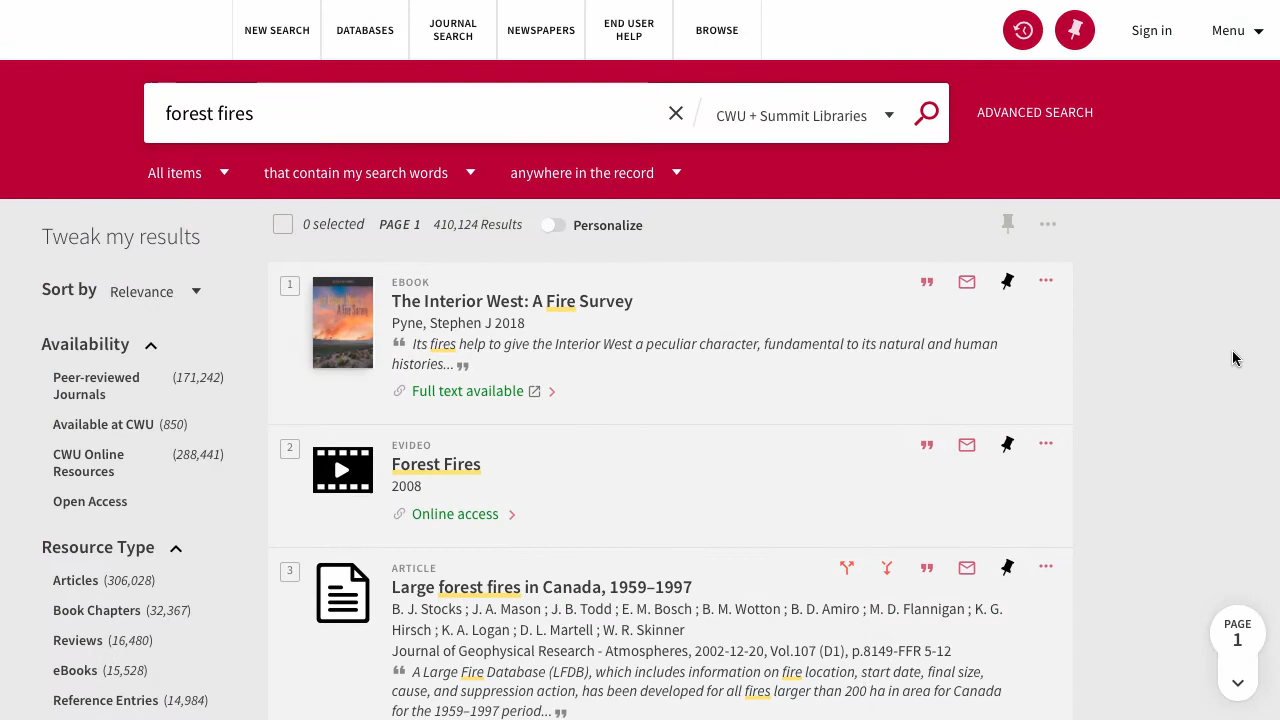 NEW SEARCH
DATABASES
JOURNAL
SEARCH
NEWSPAPERS
END USER
HELP
BROWSE
Sign in
Menu
forest fires
CWU + Summit Libraries
ADVANCED SEARCH
All items
that contain my search words
anywhere in the record
Tweak my results
Sort by Relevance
Availability
Peer-reviewed
Journals (171,242)
Available at CWU (850)
CWU Online
Resources (288,441)
Open Access
Resource Type
Articles (306,028)
Book Chapters (32,367)
Reviews (16,480)
eBooks (15,528)
Reference Entries (14,984)
0 selected PAGE 1 410,124 Results Personalize
1
EBOOK
The Interior West: A Fire Survey
Pyne, Stephen J 2018
❝ Its fires help to give the Interior West a peculiar character, fundamental to its natural and human
histories... ❞
Full text available
2
EVIDEO
Forest Fires
2008
Online access
3
ARTICLE
Large forest fires in Canada, 1959–1997
B. J. Stocks ; J. A. Mason ; J. B. Todd ; E. M. Bosch ; B. M. Wotton ; B. D. Amiro ; M. D. Flannigan ; K. G.
Hirsch ; K. A. Logan ; D. L. Martell ; W. R. Skinner
Journal of Geophysical Research - Atmospheres, 2002-12-20, Vol.107 (D1), p.8149-FFR 5-12
❝ A Large Fire Database (LFDB), which includes information on fire location, start date, final size,
cause, and suppression action, has been developed for all fires larger than 200 ha in area for Canada
for the 1959–1997 period... ❞
PAGE
1